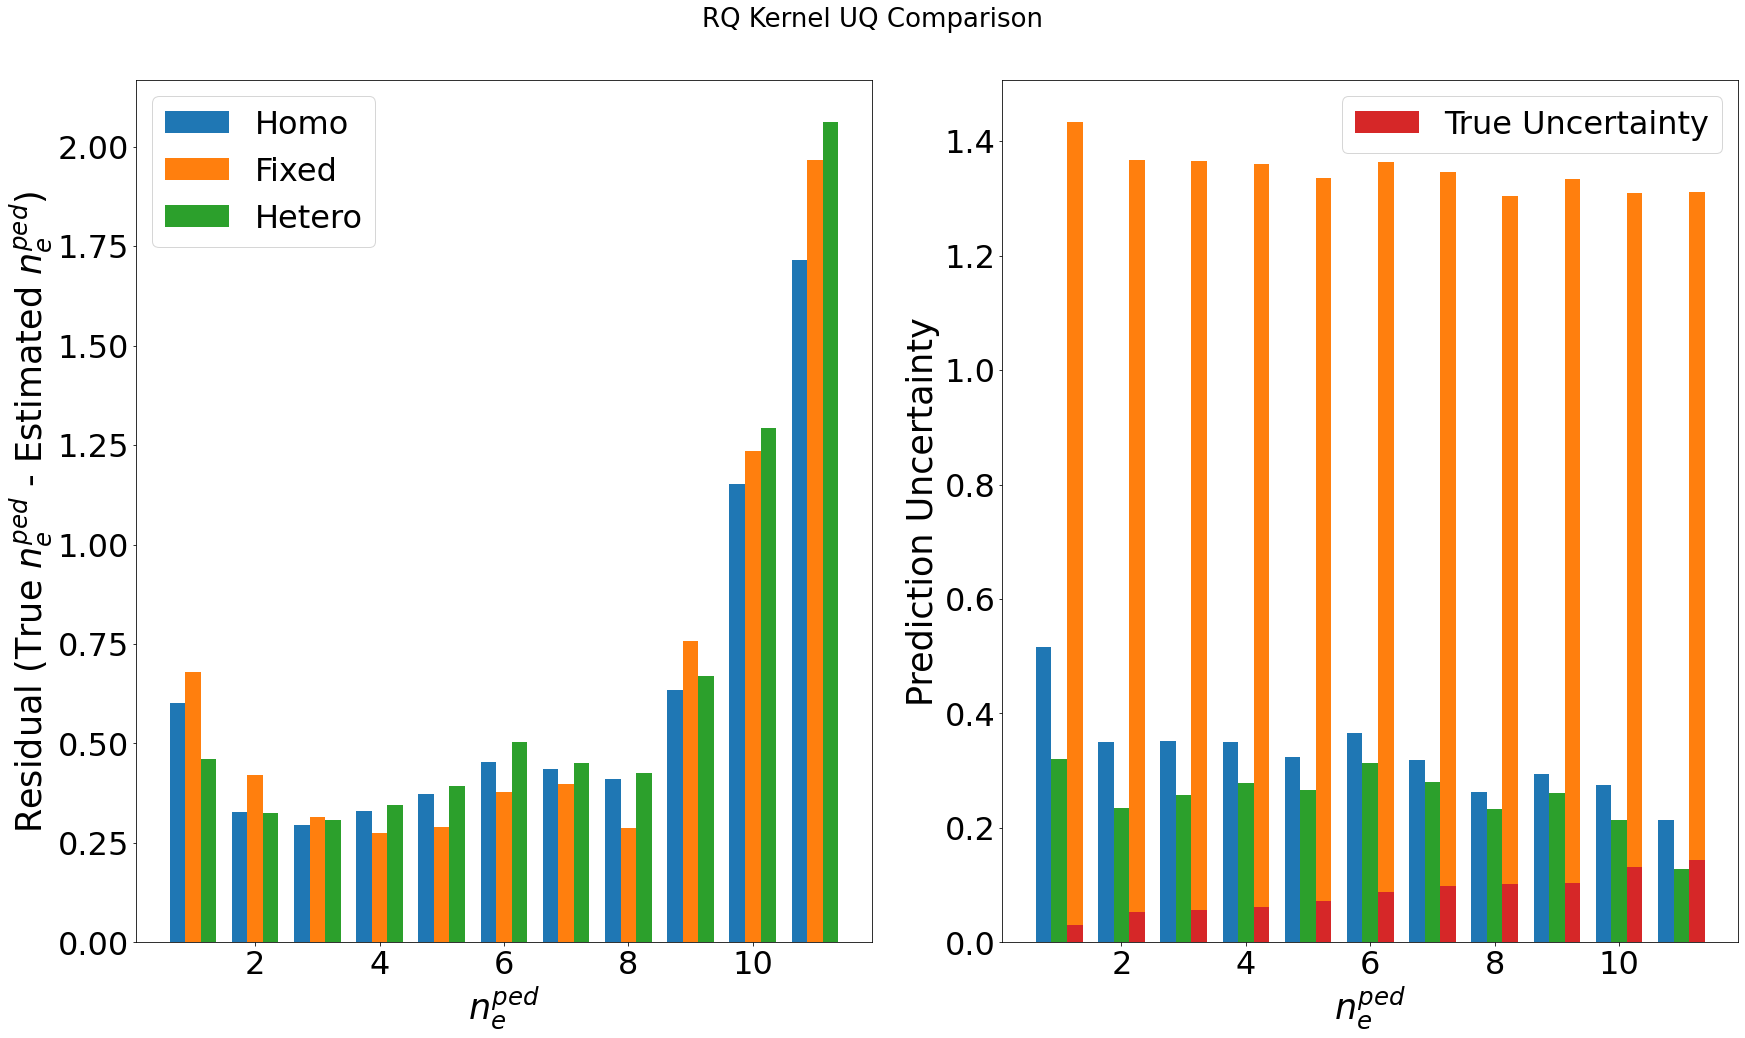 RQ Kernel UQ Comparison
Residual (True $n_e^{ped}$ - Estimated $n_e^{ped}$)
2.00
1.75
1.50
1.25
1.00
0.75
0.50
0.25
0.00
Homo
Fixed
Hetero
2 4 6 8 10
$n_e^{ped}$
Prediction Uncertainty
1.4
1.2
1.0
0.8
0.6
0.4
0.2
0.0
True Uncertainty
2 4 6 8 10
$n_e^{ped}$